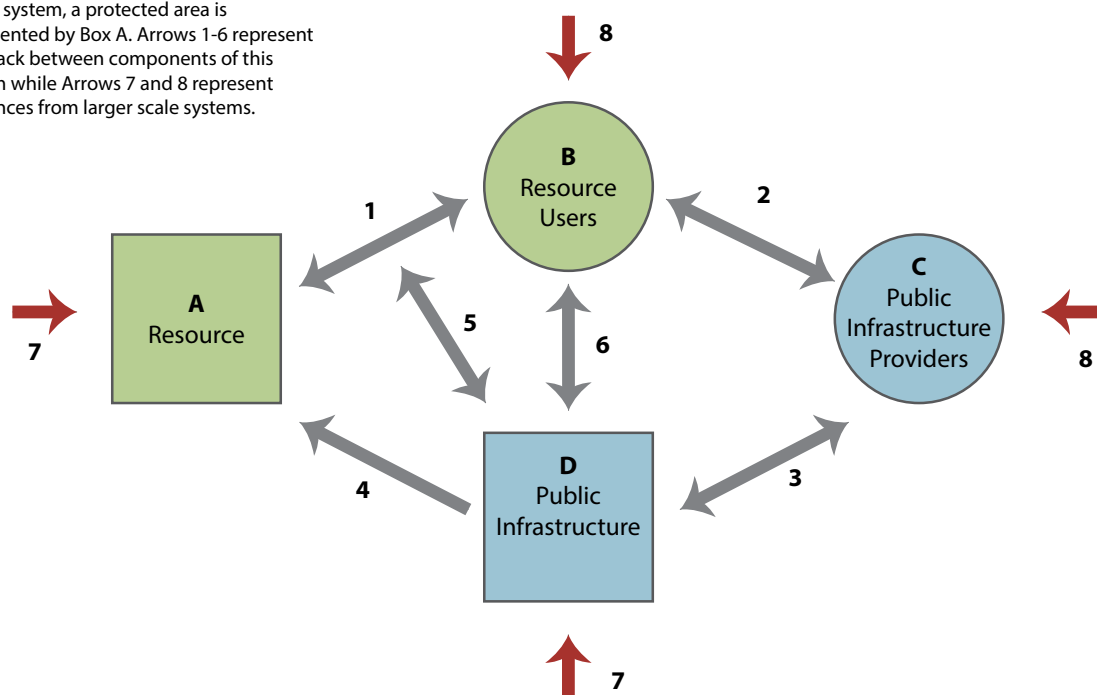 system, a protected area is
ented by Box A. Arrows 1-6 represent
ack between components of this
while Arrows 7 and 8 represent
nces from larger scale systems.
8
B
Resource
Users
1
2
A
Resource
7
5
6
C
Public
Infrastructure
Providers
8
4
D
Public
Infrastructure
3
7